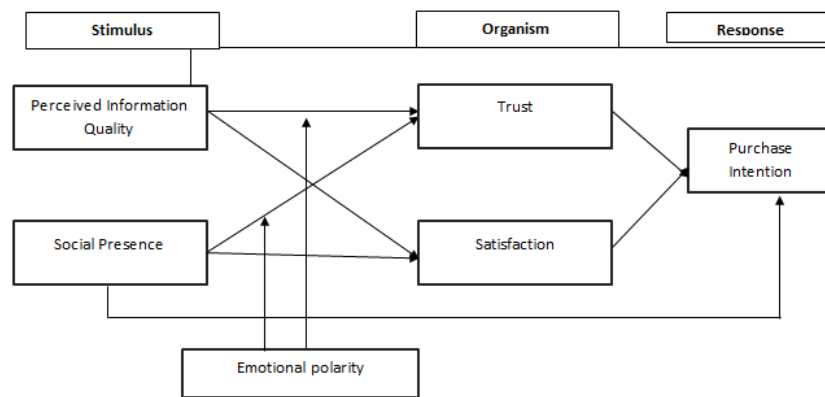 Stimulus
Organism
Response
Perceived Information
Quality
Trust
Purchase
Intention
Social Presence
Satisfaction
Emotional polarity